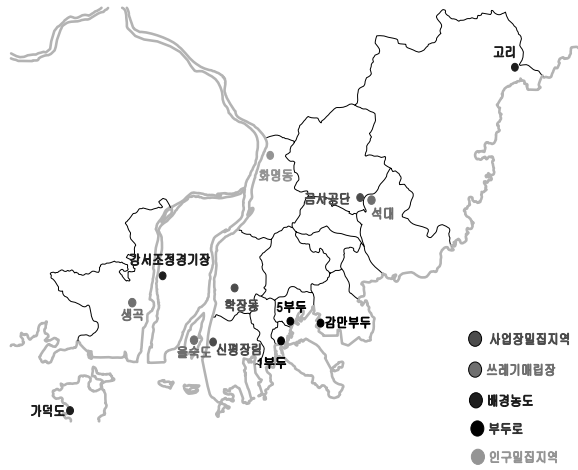 고리
화명동
금사공단
석대
강서조정경기장
학장동
생곡
5부두
감만부두
을숙도
신평장림
1부두
가덕도
사업장밀집지역
쓰레기매립장
배경농도
부두로
인구밀집지역